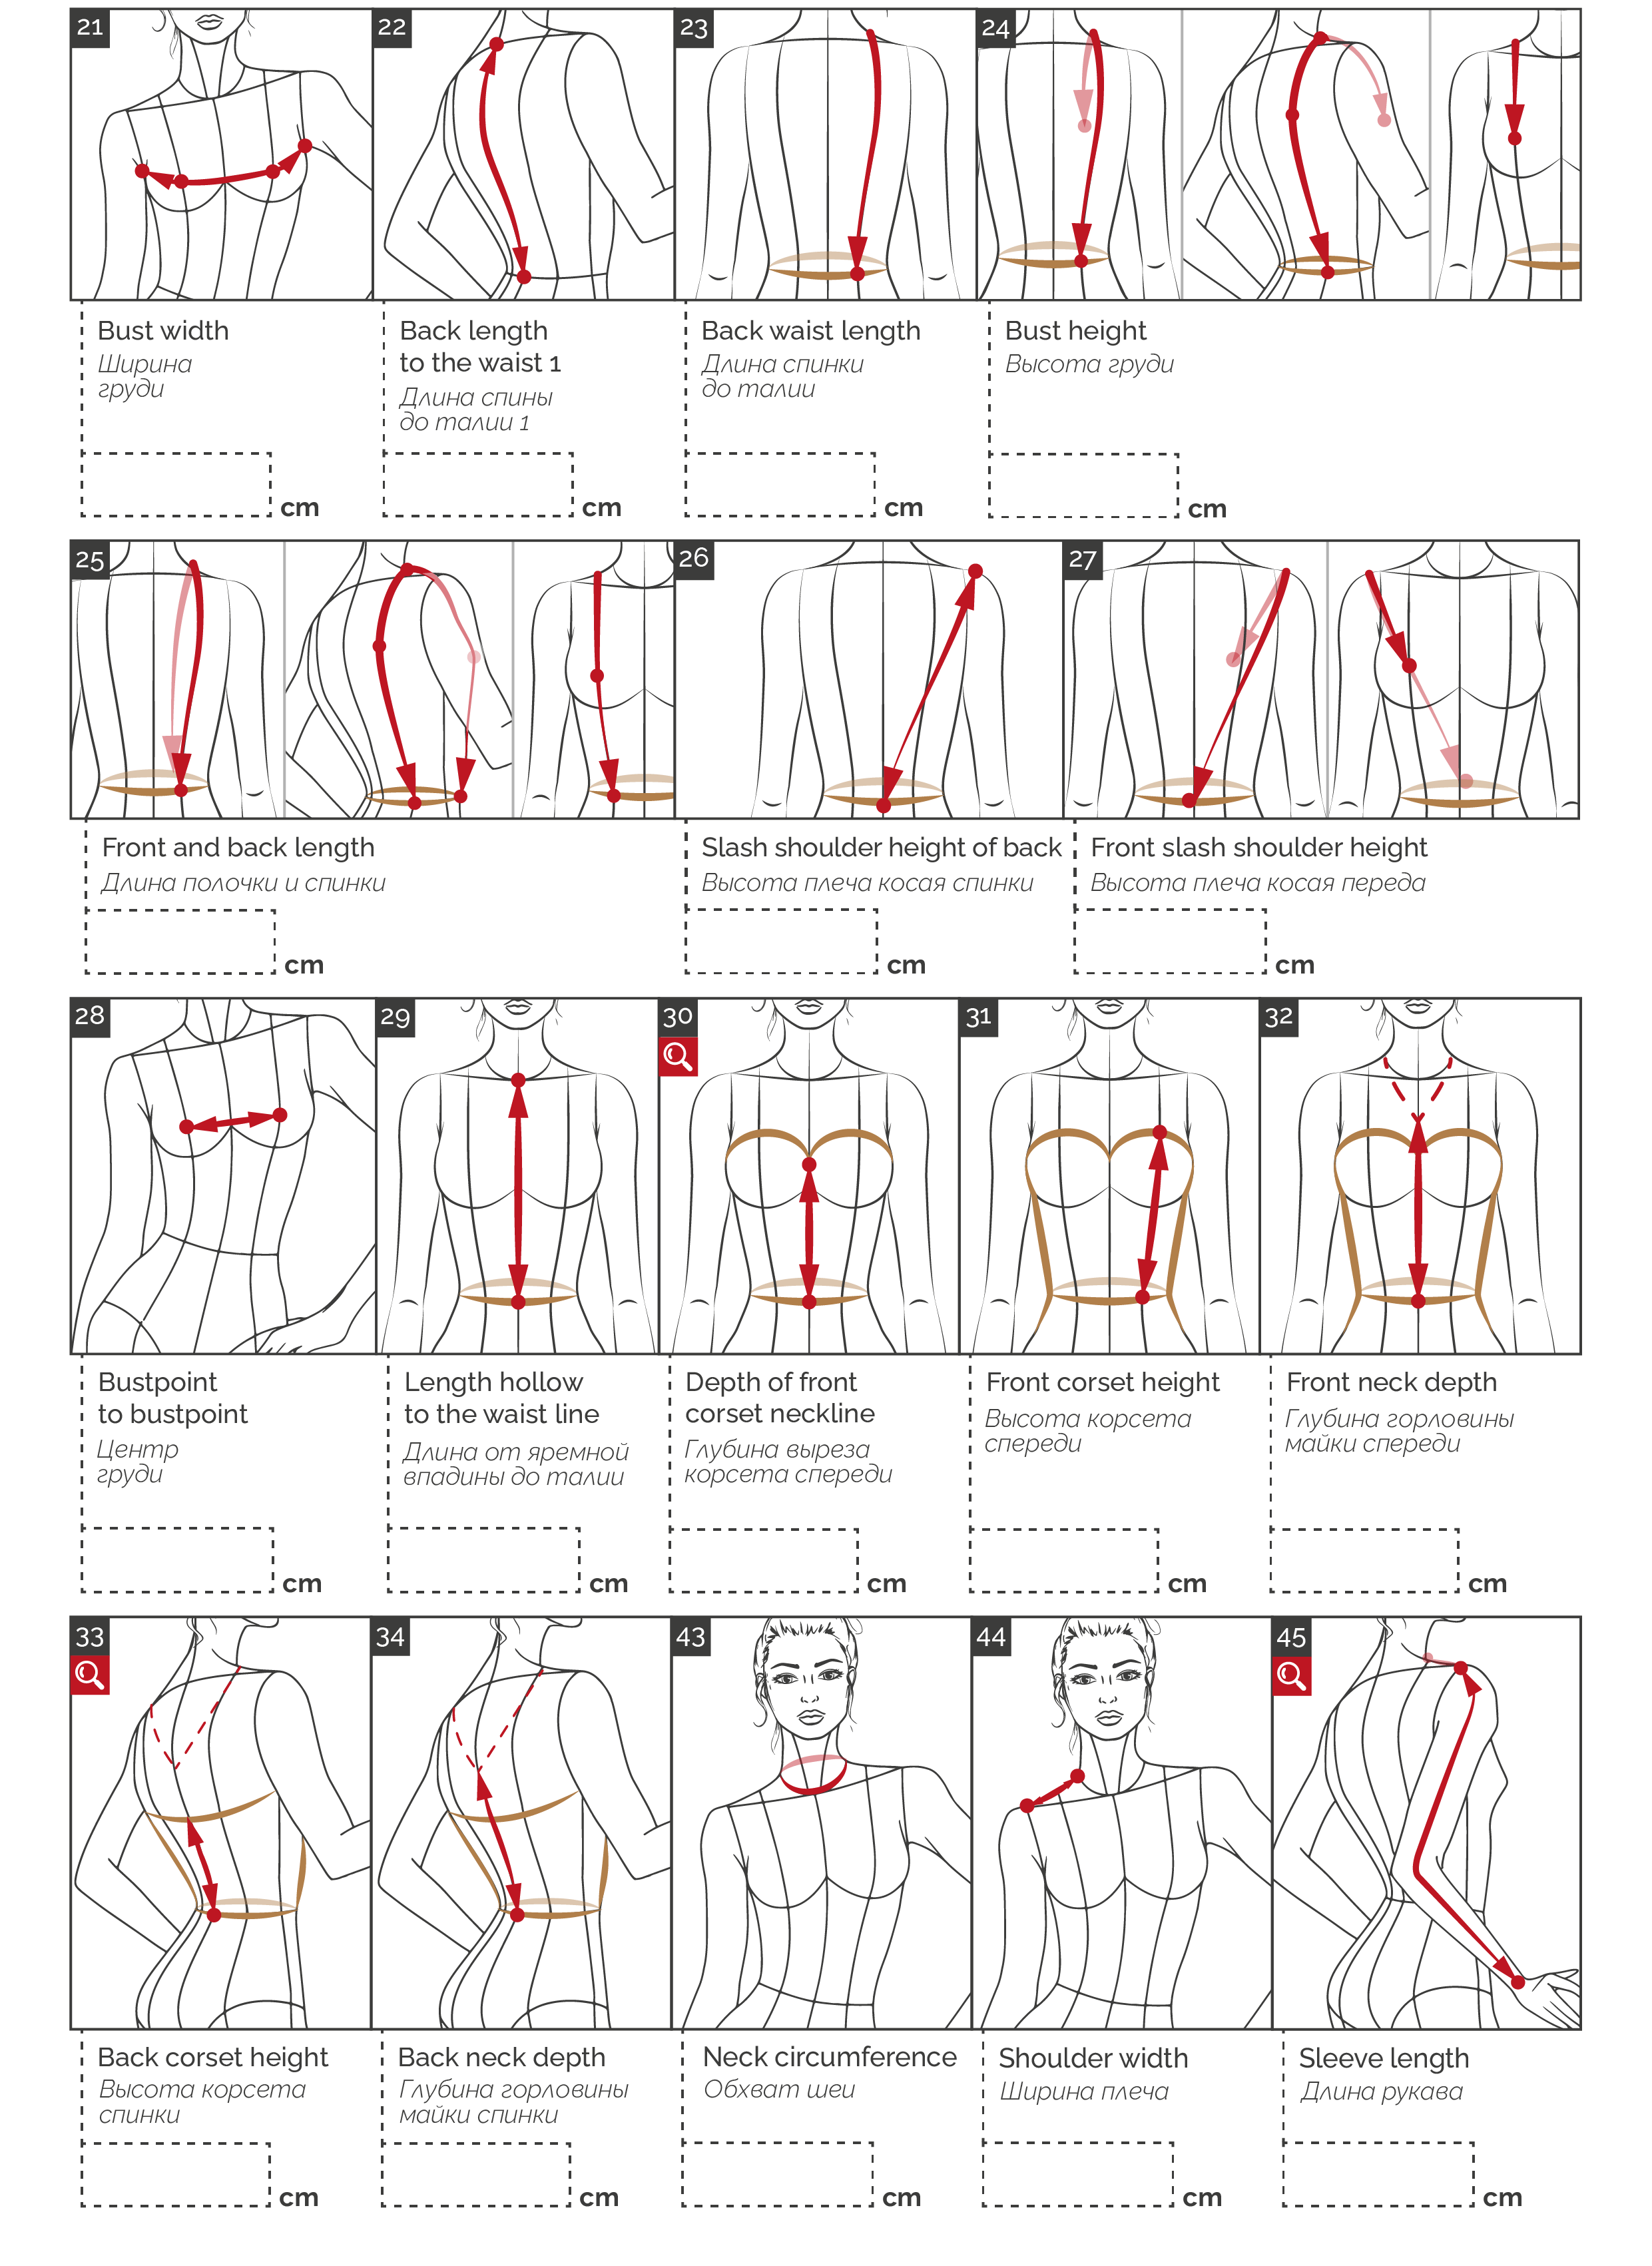 21
22
23
24
Bust width
Ширина
груди
cm
Back length
to the waist 1
Длина спины
до талии 1
cm
Back waist length
Длина спинки
до талии
cm
Bust height
Высота груди
cm
25
26
27
Front and back length
Длина полочки и спинки
cm
Slash shoulder height of back
Высота плеча косая спинки
cm
Front slash shoulder height
Высота плеча косая переда
cm
28
29
30
31
32
Bustpoint
to bustpoint
Центр
груди
cm
Length hollow
to the waist line
Длина от яремной
впадины до талии
cm
Depth of front
corset neckline
Глубина выреза
корсета спереди
cm
Front corset height
Высота корсета
спереди
cm
Front neck depth
Глубина горловины
майки спереди
cm
33
34
43
44
45
Back corset height
Высота корсета
спинки
cm
Back neck depth
Глубина горловины
майки спинки
cm
Neck circumference
Обхват шеи
cm
Shoulder width
Ширина плеча
cm
Sleeve length
Длина рукава
cm